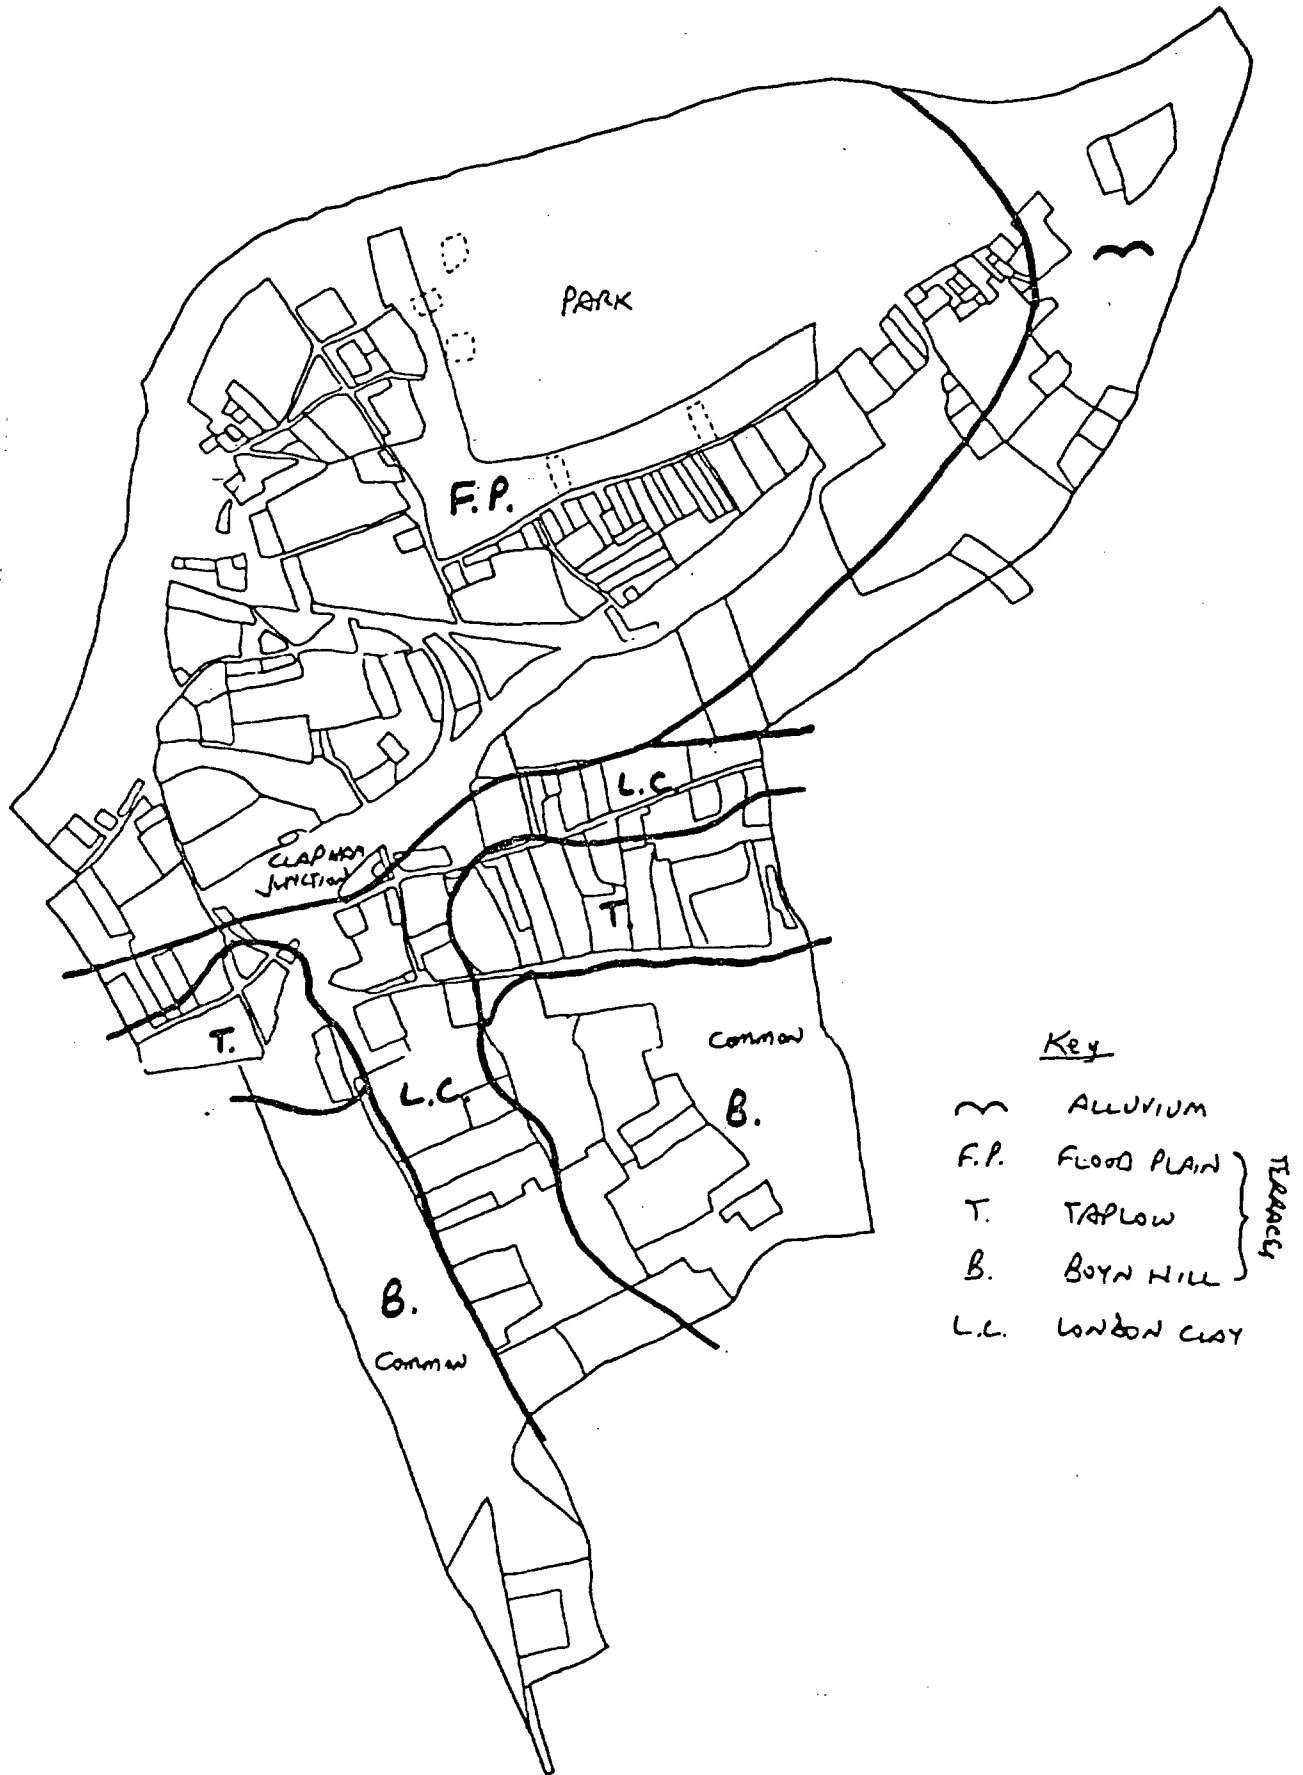 PARK
F.P.
CLAPHAM
JUNCTION
L.C.
T.
T.
L.C.
Common
B.
B.
Common
Key
ALLUVIUM
F.P. FLOOD PLAIN
T. TAPLOW
B. BOYN HILL
TERRACES
L.C. LONDON CLAY